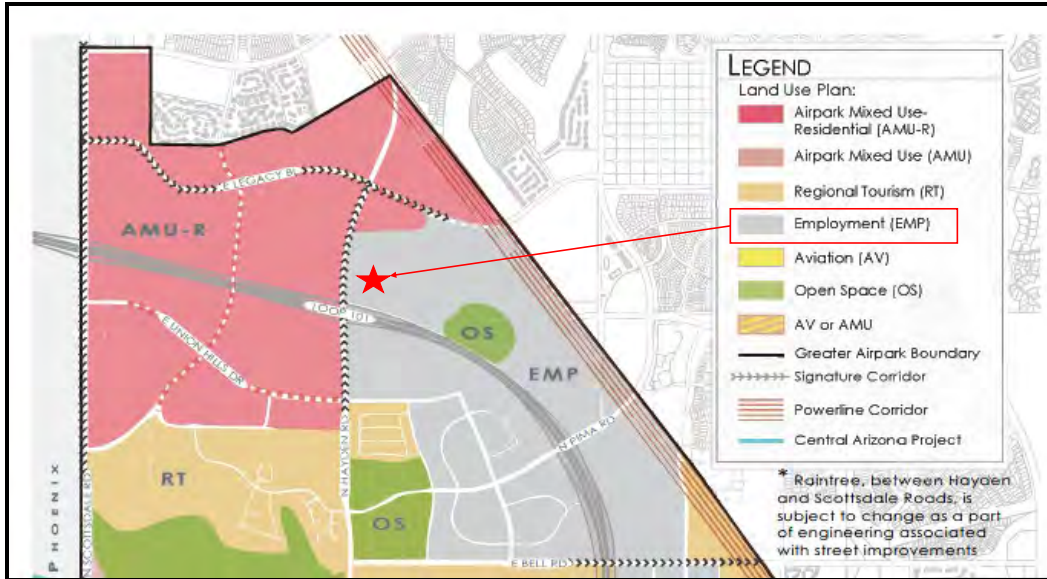 LEGEND
Land Use Plan:
Airpark Mixed Use-
Residential (AMU-R)
Airpark Mixed Use (AMU)
Regional Tourism (RT)
Employment (EMP)
Aviation (AV)
Open Space (OS)
AV or AMU
Greater Airpark Boundary
Signature Corridor
Powerline Corridor
Central Arizona Project
* Raintree, between Hayden
and Scottsdale Roads, is
subject to change as a part
of engineering associated
with street improvements
E LEGACY BL
AMU-R
LOOP 101
OS
E UNION HILLS DR
EMP
N PIMA RD
N HAYDEN RD
RT
OS
PHOENIX
N SCOTTSDALE RD
E BELL RD